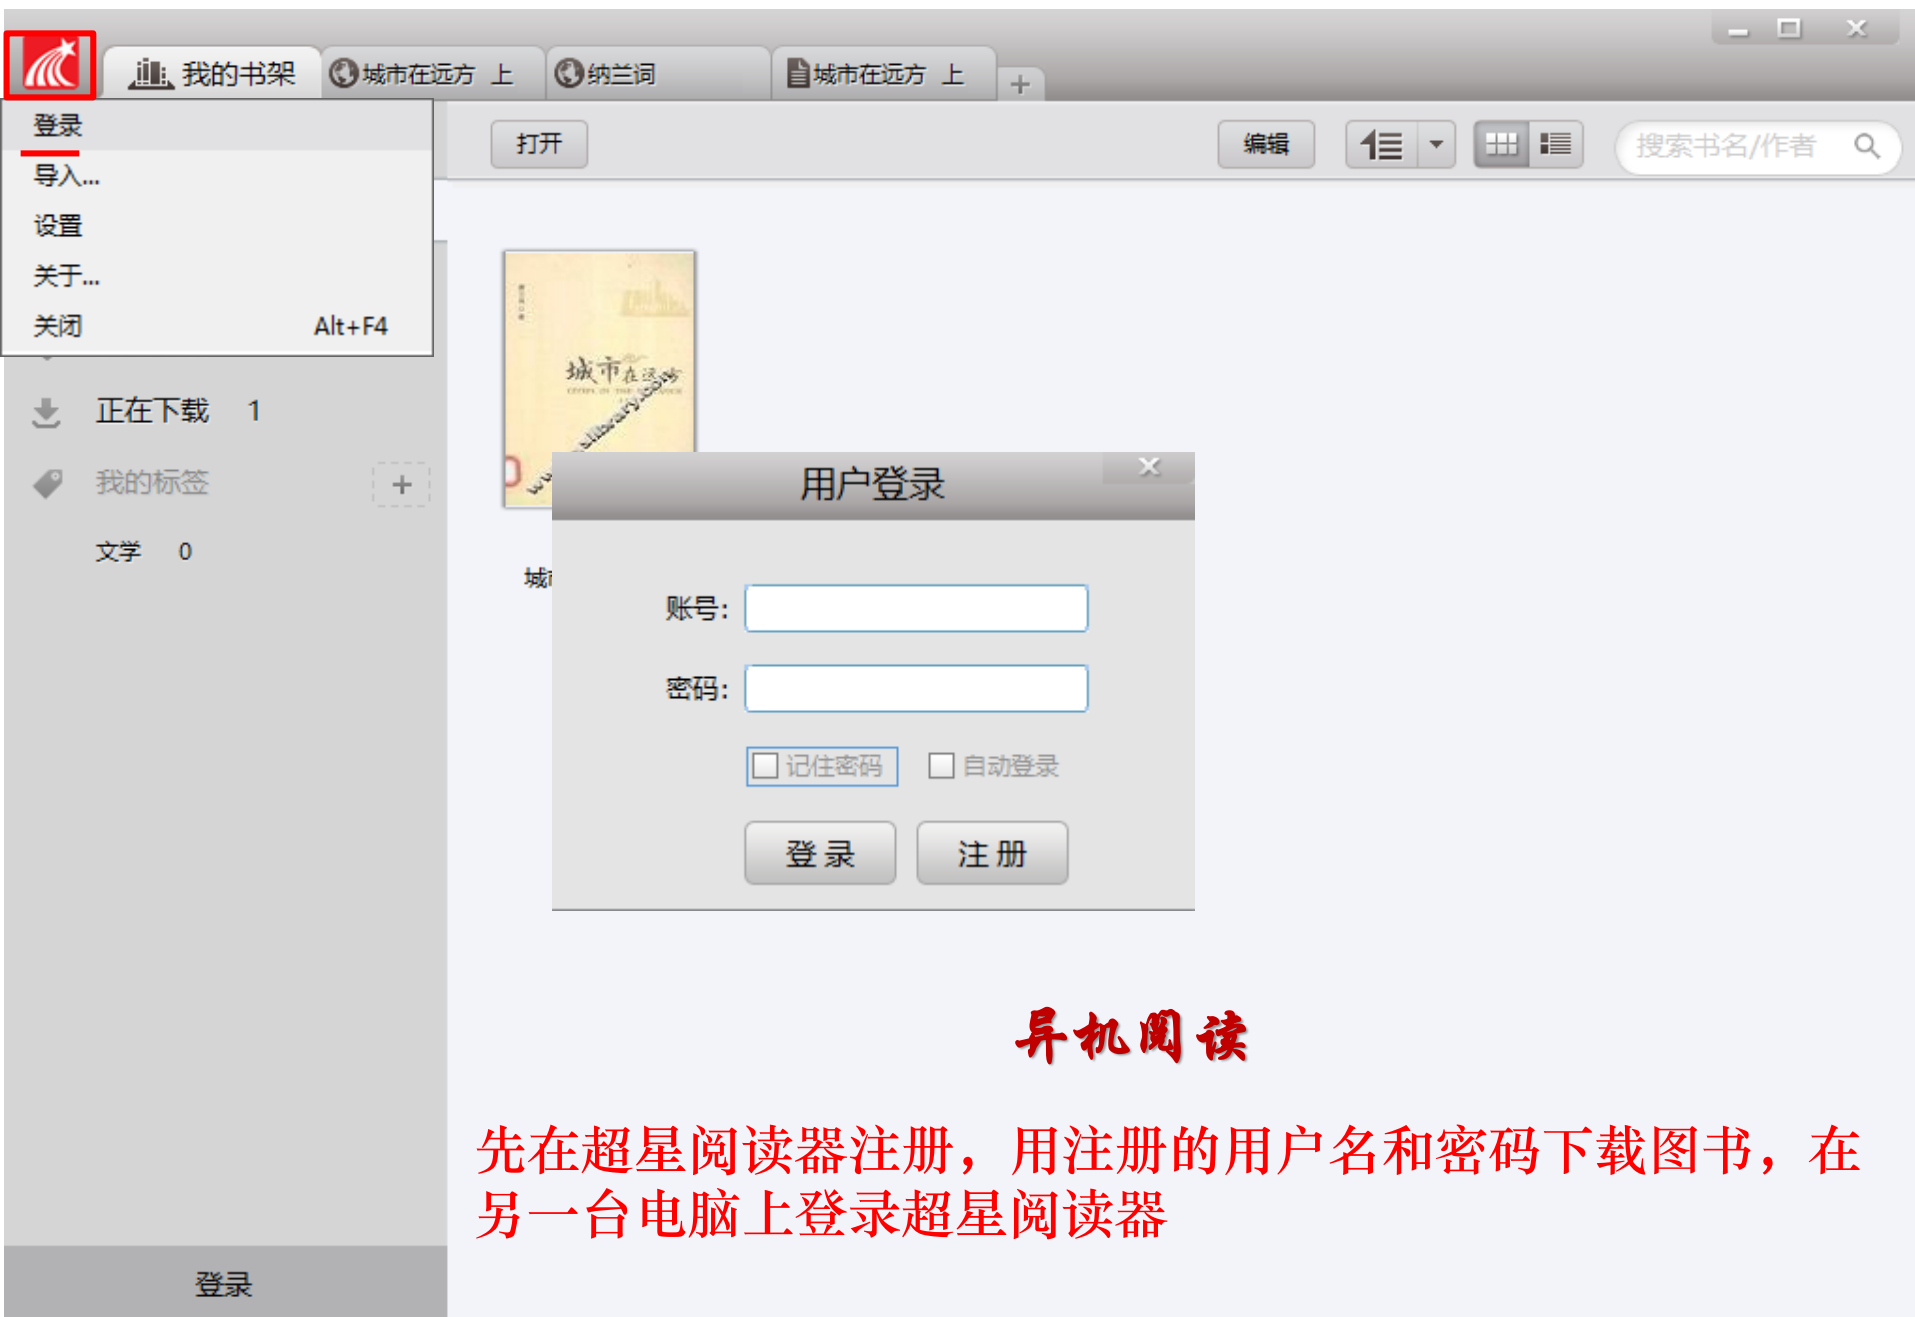 我的书架
城市在远方 上
纳兰词
城市在远方 上
登录
导入...
设置
关于...
关闭 Alt+F4
打开
编辑
搜索书名/作者
正在下载 1
我的标签
文学 0
城市在远方
用户登录
账号:
密码:
记住密码 自动登录
登录 注册
异机阅读
先在超星阅读器注册，用注册的用户名和密码下载图书，在
另一台电脑上登录超星阅读器
登录